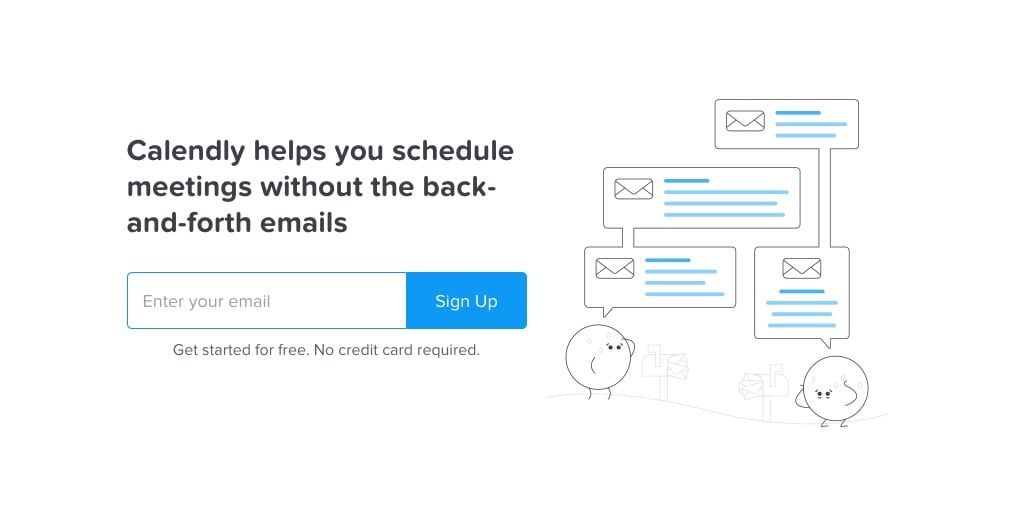 Calendly helps you schedule
meetings without the back-
and-forth emails
Enter your email
Sign Up
Get started for free. No credit card required.